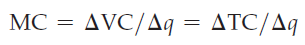 MC = ΔVC/Δq = ΔTC/Δq